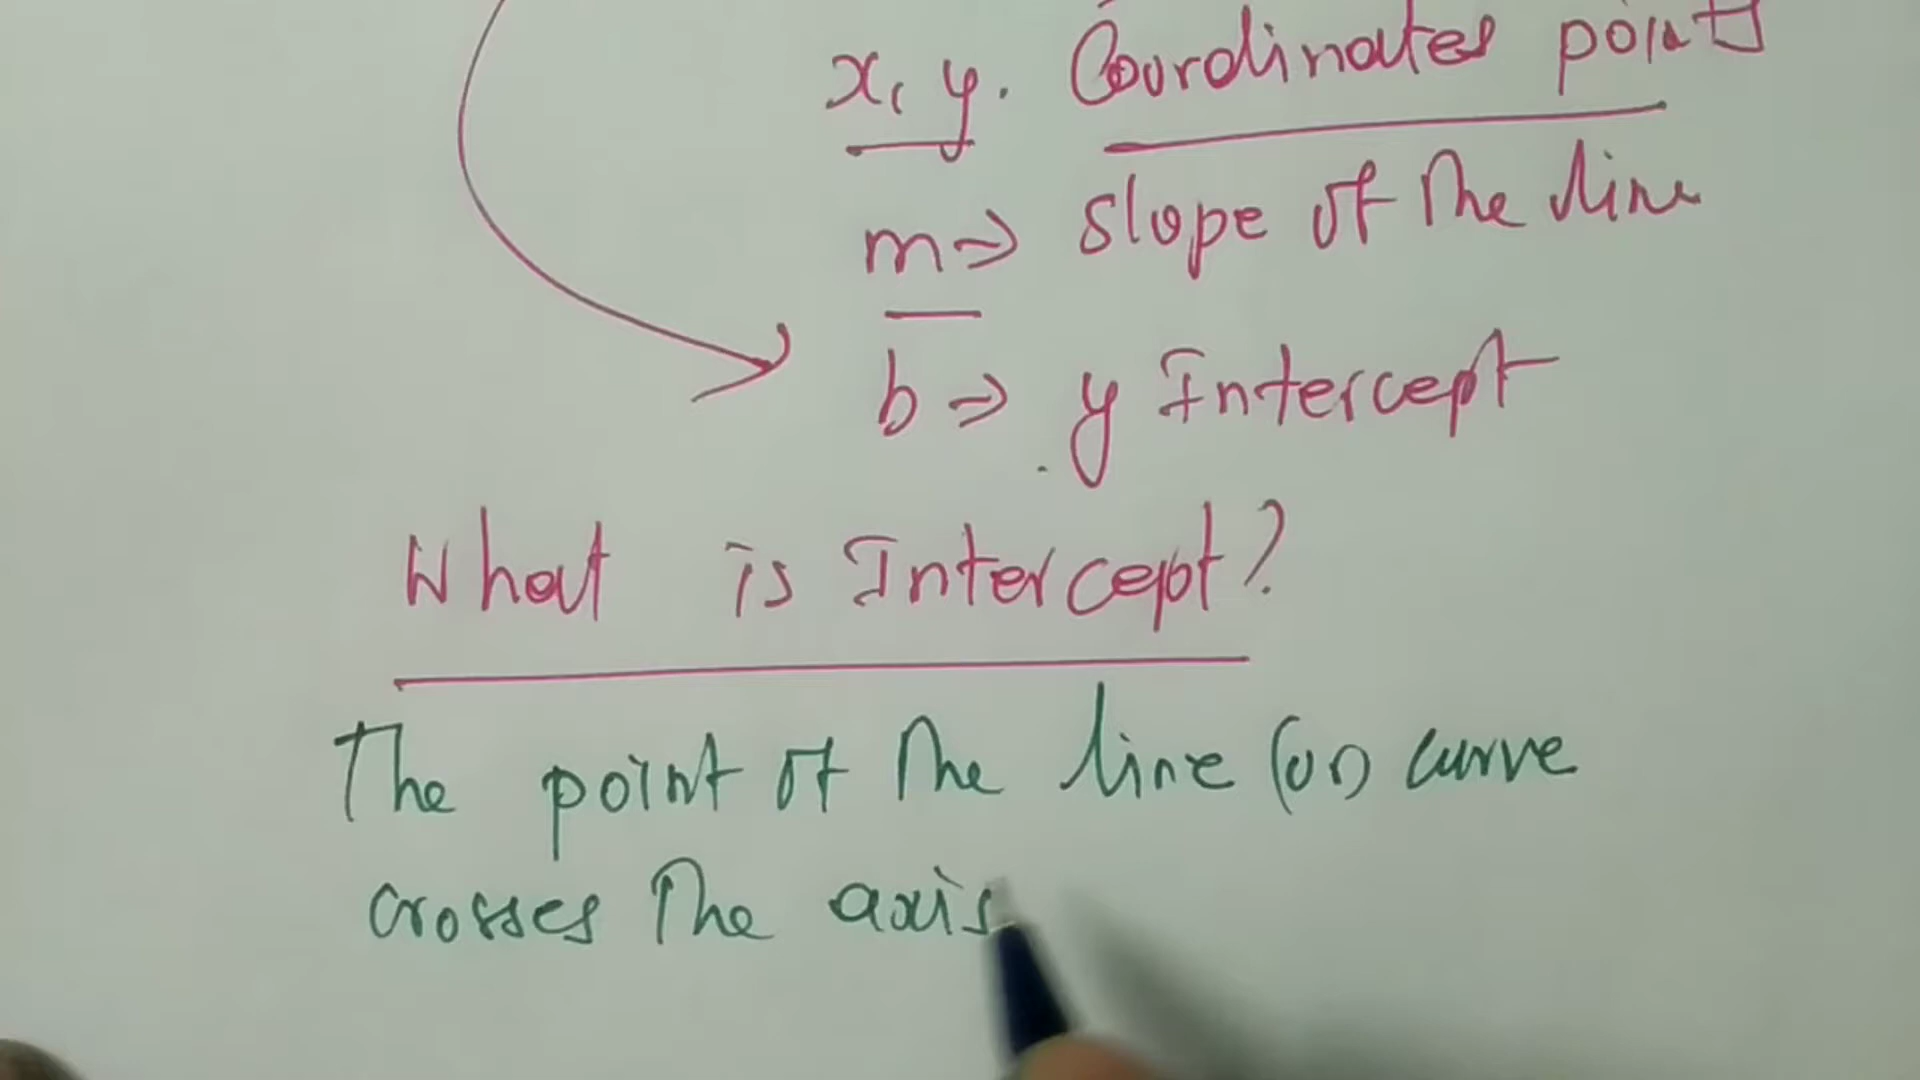 x, y. Coordinates points
m ⇒ slope of the line
b ⇒ y Intercept
What is Intercept?
The point of the line (or) curve
crosses the axis